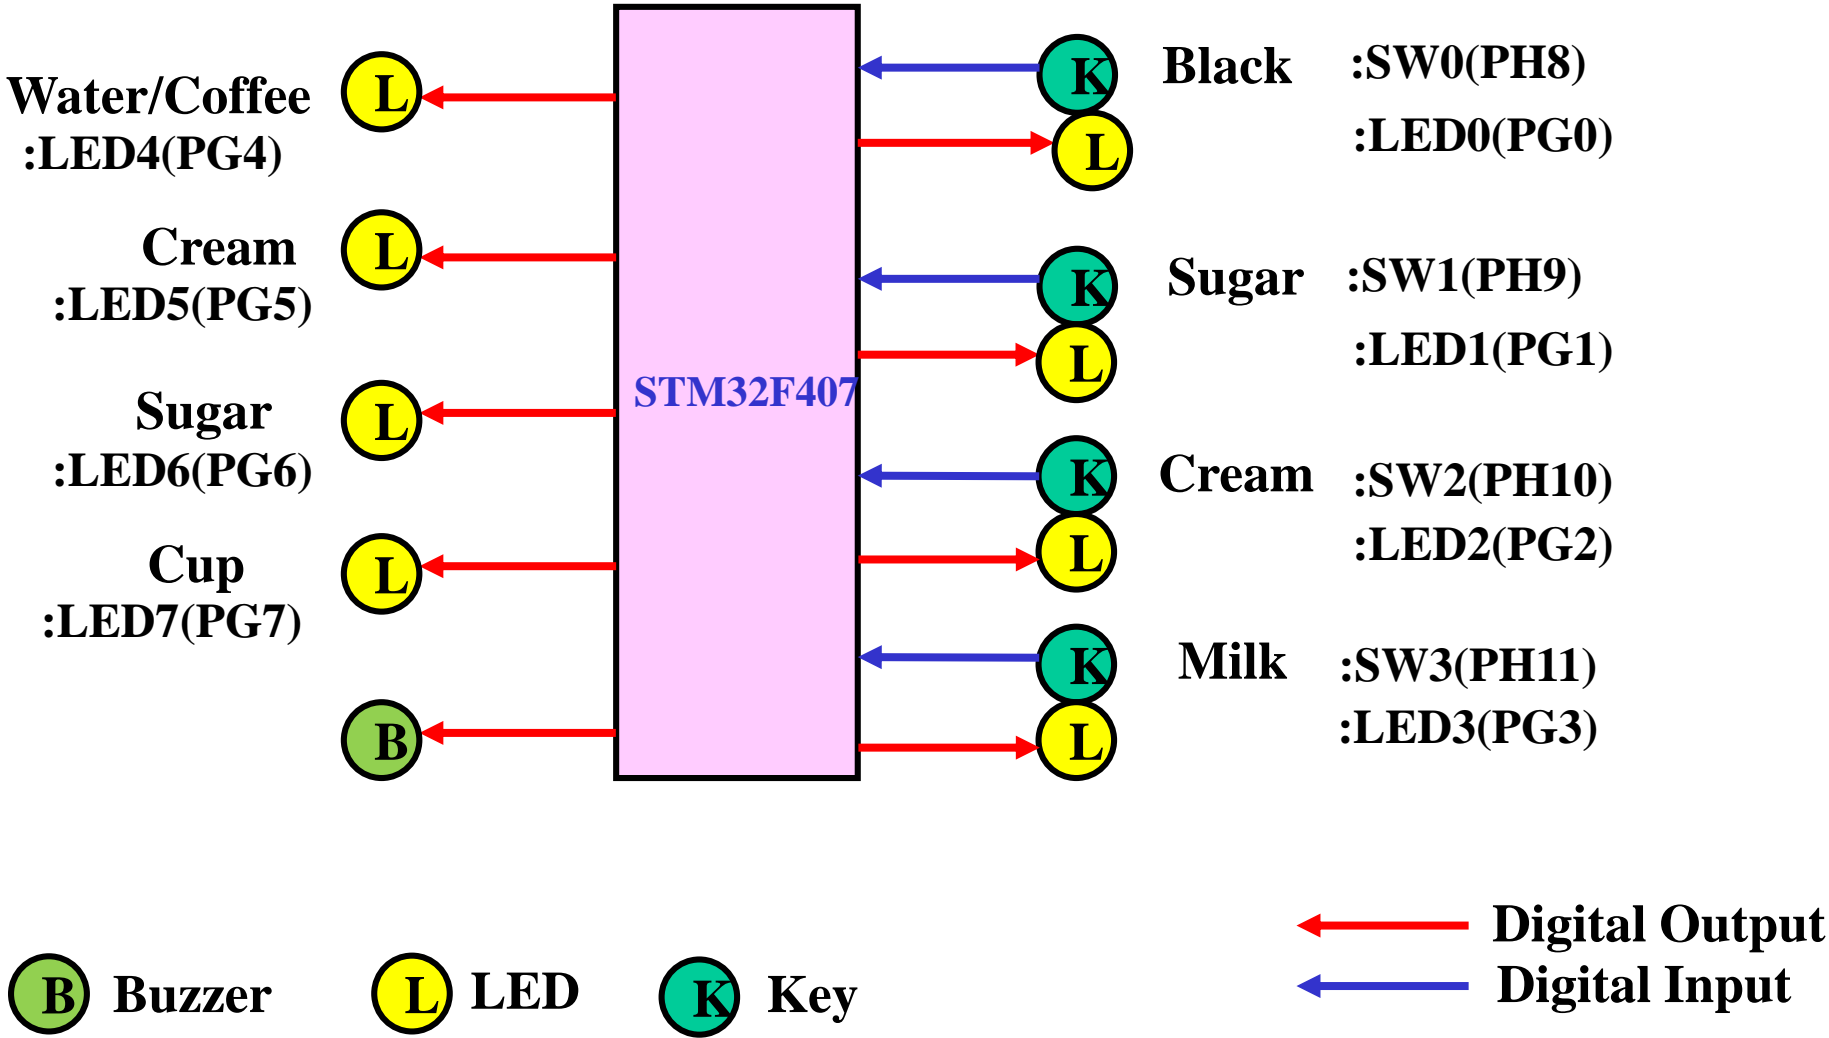 Water/Coffee
:LED4(PG4)
L
Cream
:LED5(PG5)
L
Sugar
:LED6(PG6)
L
Cup
:LED7(PG7)
L
B
STM32F407
K
Black :SW0(PH8)
L
:LED0(PG0)
K
Sugar :SW1(PH9)
L
:LED1(PG1)
K
Cream :SW2(PH10)
L
:LED2(PG2)
K
Milk :SW3(PH11)
L
:LED3(PG3)
Digital Output
Digital Input
B Buzzer
L LED
K Key